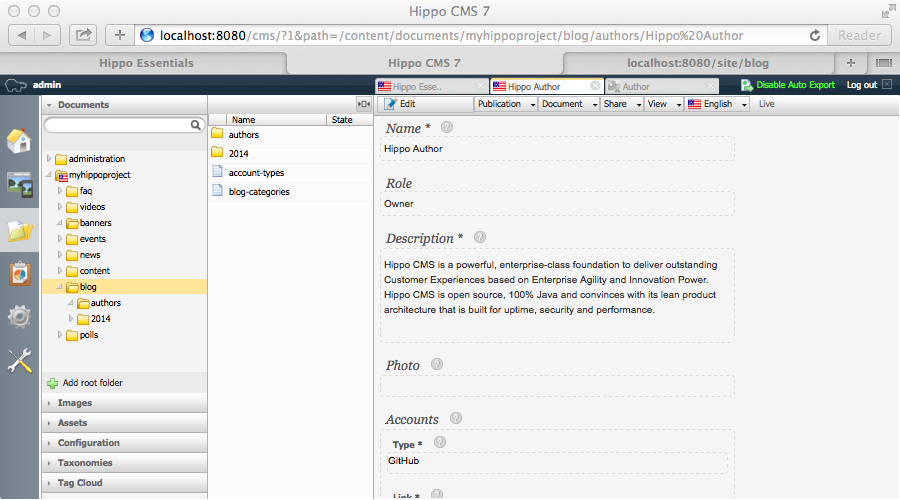 Hippo CMS 7
localhost:8080/cms/?1&path=/content/documents/myhippoproject/blog/authors/Hippo%20Author
Reader
Hippo Essentials
Hippo CMS 7
localhost:8080/site/blog
admin
Hippo Esse..
Hippo Author
Author
Disable Auto Export
Log out
Documents
administration
myhippoproject
faq
videos
banners
events
news
content
blog
authors
2014
polls
Add root folder
Images
Assets
Configuration
Taxonomies
Tag Cloud
Name State
authors
2014
account-types
blog-categories
Edit Publication Document Share View English Live
Name * ?
Hippo Author
Role
Owner
Description * ?
Hippo CMS is a powerful, enterprise-class foundation to deliver outstanding
Customer Experiences based on Enterprise Agility and Innovation Power.
Hippo CMS is open source, 100% Java and convinces with its lean product
architecture that is built for uptime, security and performance.
Photo ?
Accounts ?
Type * ?
GitHub
Link * ?